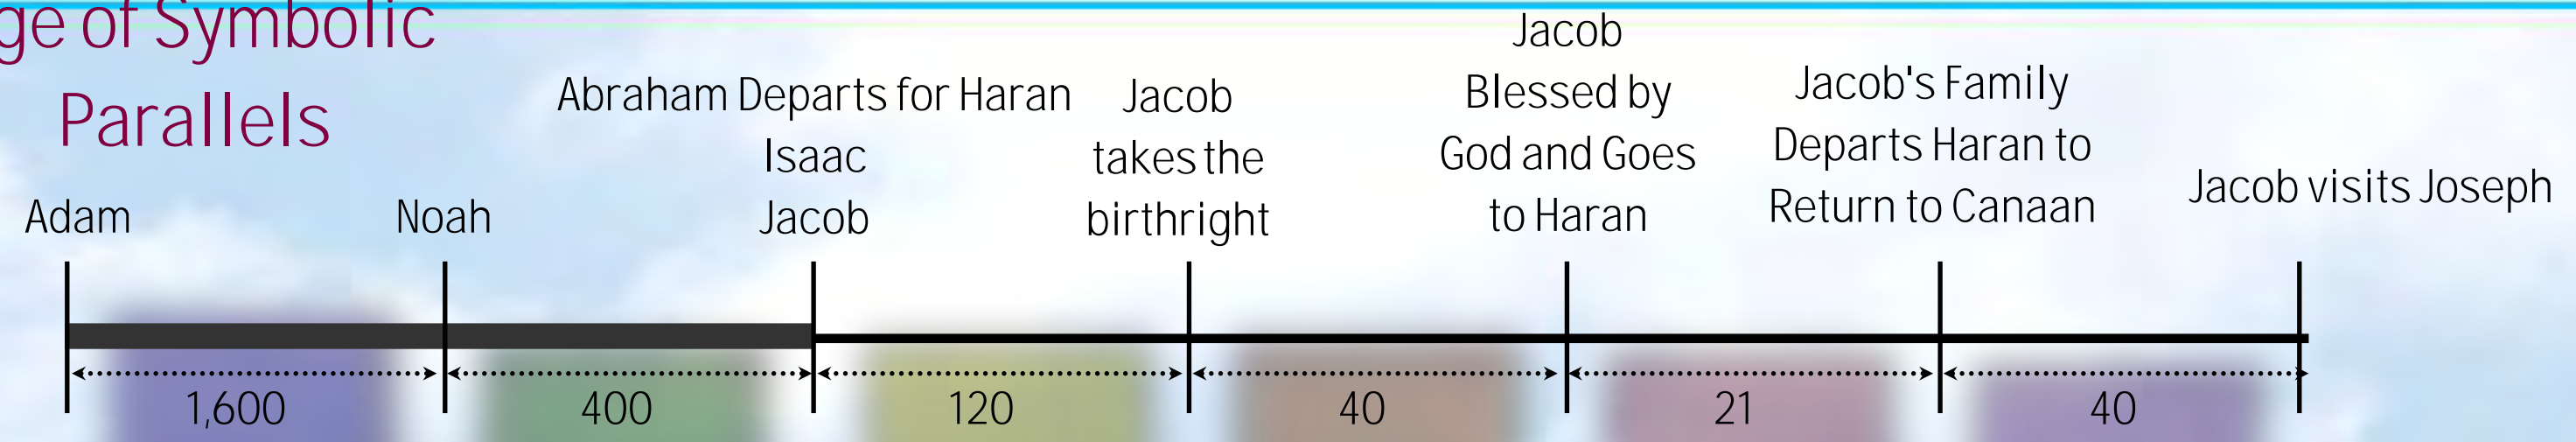 ge of Symbolic
Parallels
Adam
Noah
Abraham Departs for Haran
Isaac
Jacob
Jacob
takes the
birthright
Jacob
Blessed by
God and Goes
to Haran
Jacob's Family
Departs Haran to
Return to Canaan
Jacob visits Joseph
1,600
400
120
40
21
40